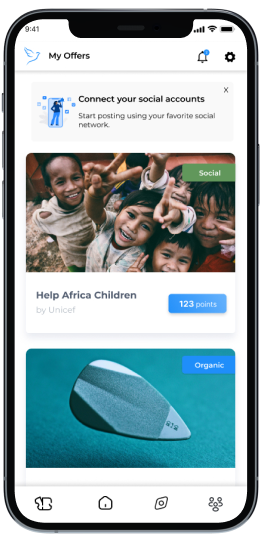 9:41
My Offers
X
Connect your social accounts
Start posting using your favorite social
network.
Social
Help Africa Children
by Unicef
123 points
Organic